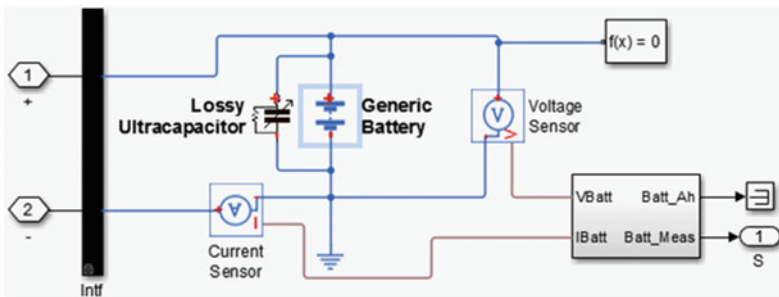 f(x) = 0
1
+
Lossy
Ultracapacitor
+
+
Generic
Battery
+
V
V
Voltage
Sensor
2
-
A
I
Current
Sensor
VBatt
Batt_Ah
IBatt
Batt_Meas
1
S
Intf